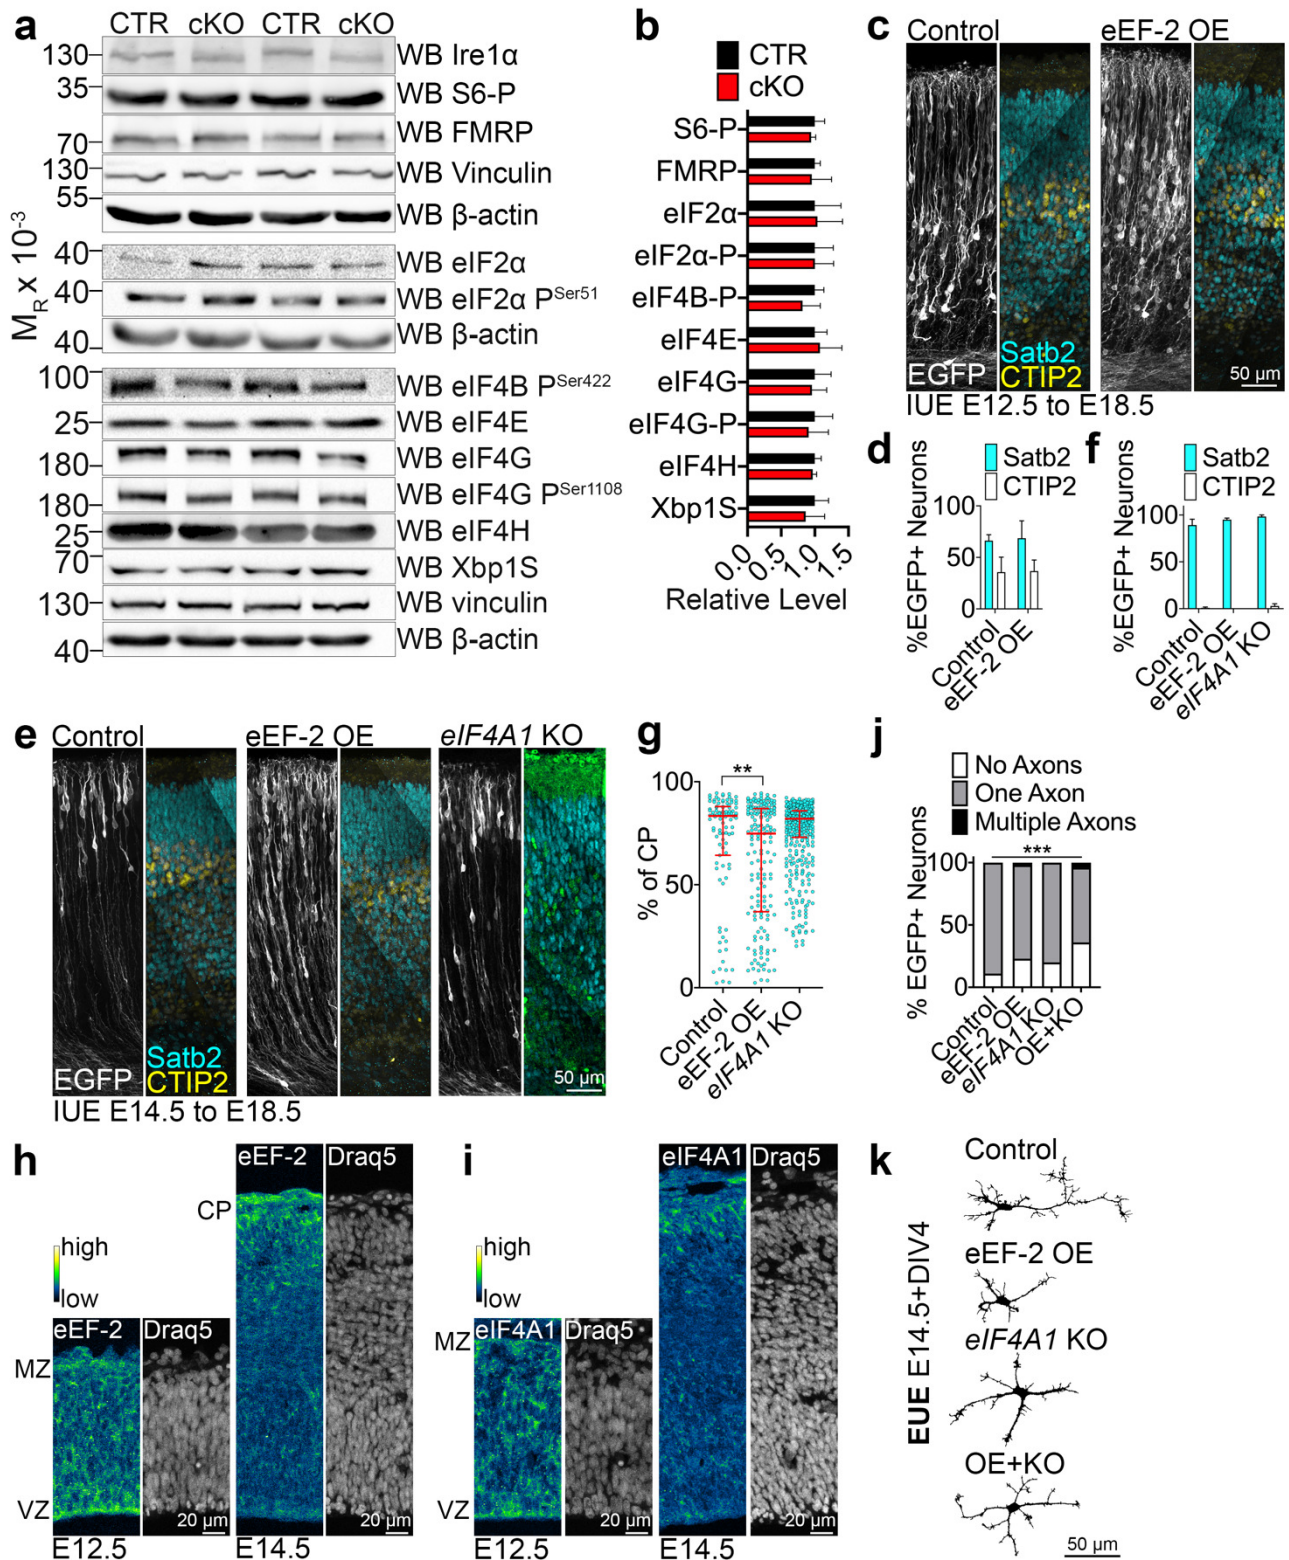 a
CTR cKO CTR cKO
130 WB Ire1α
35 WB S6-P
70 WB FMRP
130 WB Vinculin
55 WB β-actin
40 WB eIF2α
40 WB eIF2α P^Ser51
40 WB β-actin
100 WB eIF4B P^Ser422
25 WB eIF4E
180 WB eIF4G
180 WB eIF4G P^Ser1108
25 WB eIF4H
70 WB Xbp1S
130 WB vinculin
40 WB β-actin
M_R x 10^-3
b
CTR
cKO
S6-P
FMRP
eIF2α
eIF2α-P
eIF4B-P
eIF4E
eIF4G
eIF4G-P
eIF4H
Xbp1S
0.0 0.5 1.0 1.5
Relative Level
c
Control eEF-2 OE
EGFP
Satb2
CTIP2
50 µm
IUE E12.5 to E18.5
d
Satb2
CTIP2
%EGFP+ Neurons
100
50
0
Control
eEF-2 OE
f
Satb2
CTIP2
%EGFP+ Neurons
100
50
0
Control
eEF-2 OE
eIF4A1 KO
e
Control eEF-2 OE eIF4A1 KO
EGFP
Satb2
CTIP2
50 µm
IUE E14.5 to E18.5
g
**
% of CP
100
50
0
Control
eEF-2 OE
eIF4A1 KO
j
No Axons
One Axon
Multiple Axons
***
% EGFP+ Neurons
100
50
0
Control
eEF-2 OE
eIF4A1 KO
OE+KO
h
eEF-2 Draq5
CP
high
low
eEF-2 Draq5
MZ
VZ
20 µm 20 µm
E12.5 E14.5
i
eIF4A1 Draq5
high
low
eIF4A1 Draq5
MZ
VZ
20 µm 20 µm
E12.5 E14.5
k
EUE E14.5+DIV4
Control
eEF-2 OE
eIF4A1 KO
OE+KO
50 µm